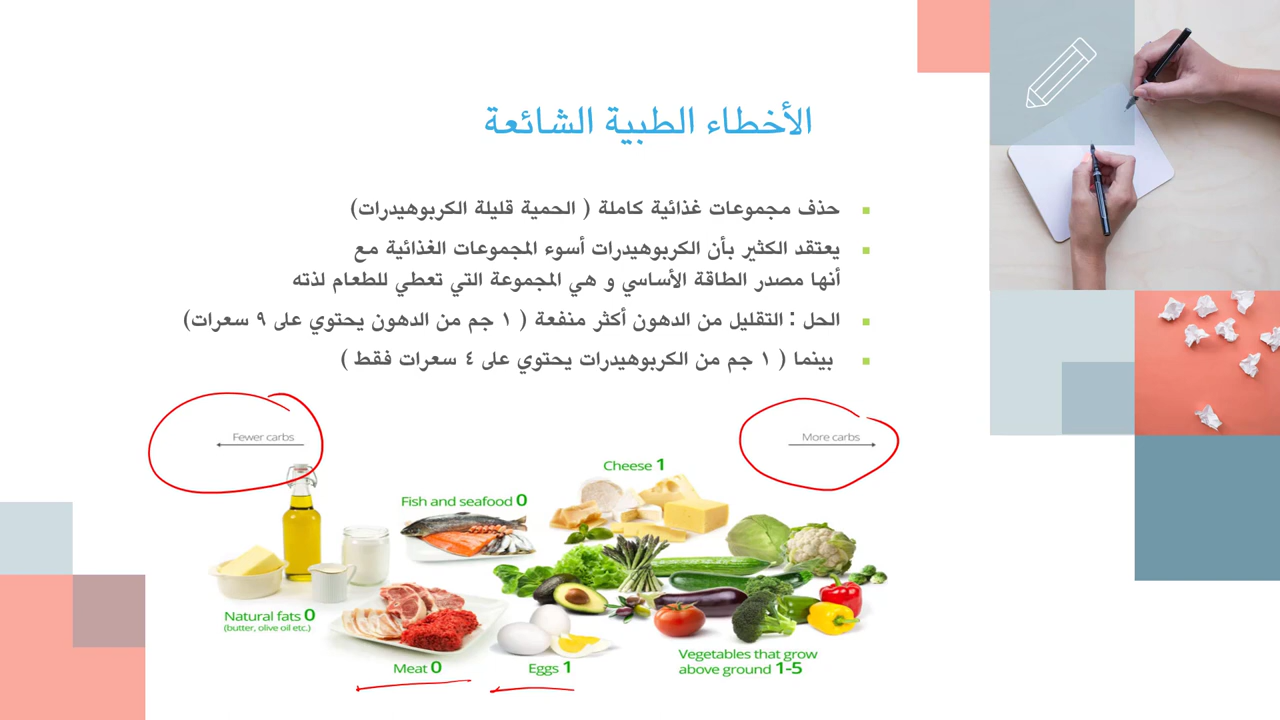 الأخطاء الطبية الشائعة
حذف مجموعات غذائية كاملة ( الحمية قليلة الكربوهيدرات)
يعتقد الكثير بأن الكربوهيدرات أسوء المجموعات الغذائية مع
أنها مصدر الطاقة الأساسي و هي المجموعة التي تعطي للطعام لذته
الحل : التقليل من الدهون أكثر منفعة ( ١ جم من الدهون يحتوي على ٩ سعرات)
بينما ( ١ جم من الكربوهيدرات يحتوي على ٤ سعرات فقط )
Fewer carbs
More carbs
Cheese 1
Fish and seafood 0
Natural fats 0
(butter, olive oil etc.)
Meat 0
Eggs 1
Vegetables that grow
above ground 1-5